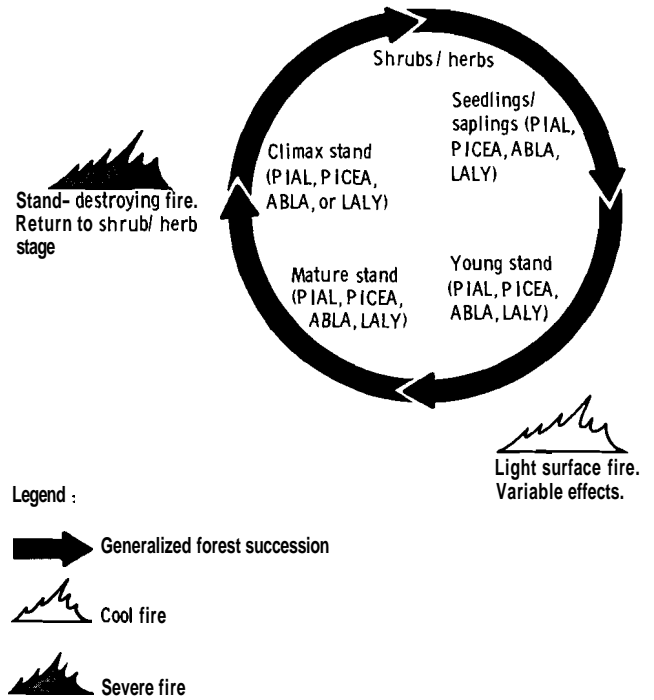 Shrubs/ herbs
Seedlings/
saplings (PIAL,
PICEA, ABLA,
LALY)
Climax stand
(PIAL, PICEA,
ABLA, or LALY)
Stand- destroying fire.
Return to shrub/ herb
stage
Mature stand
(PIAL, PICEA,
ABLA, LALY)
Young stand
(PIAL, PICEA,
ABLA, LALY)
Light surface fire.
Variable effects.
Legend :
Generalized forest succession
Cool fire
Severe fire